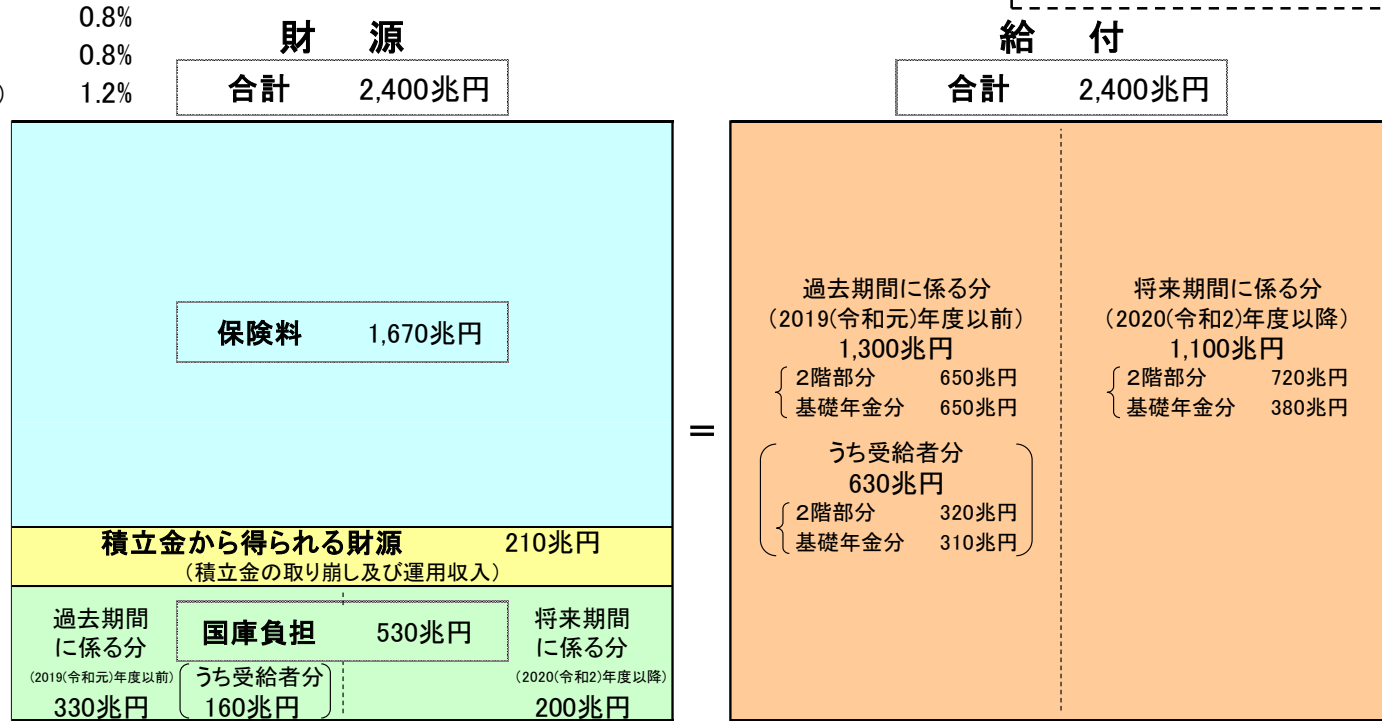 0.8%
0.8%
) 1.2%
財　源
合計　2,400兆円
保険料　1,670兆円
積立金から得られる財源　210兆円
（積立金の取り崩し及び運用収入）
過去期間
に係る分
(2019(令和元)年度以前)
330兆円
国庫負担　530兆円
うち受給者分
160兆円
将来期間
に係る分
(2020(令和2)年度以降)
200兆円
＝
給　付
合計　2,400兆円
過去期間に係る分
（2019(令和元)年度以前）
1,300兆円
２階部分　650兆円
基礎年金分　650兆円
うち受給者分
630兆円
２階部分　320兆円
基礎年金分　310兆円
将来期間に係る分
（2020(令和2)年度以降）
1,100兆円
２階部分　720兆円
基礎年金分　380兆円